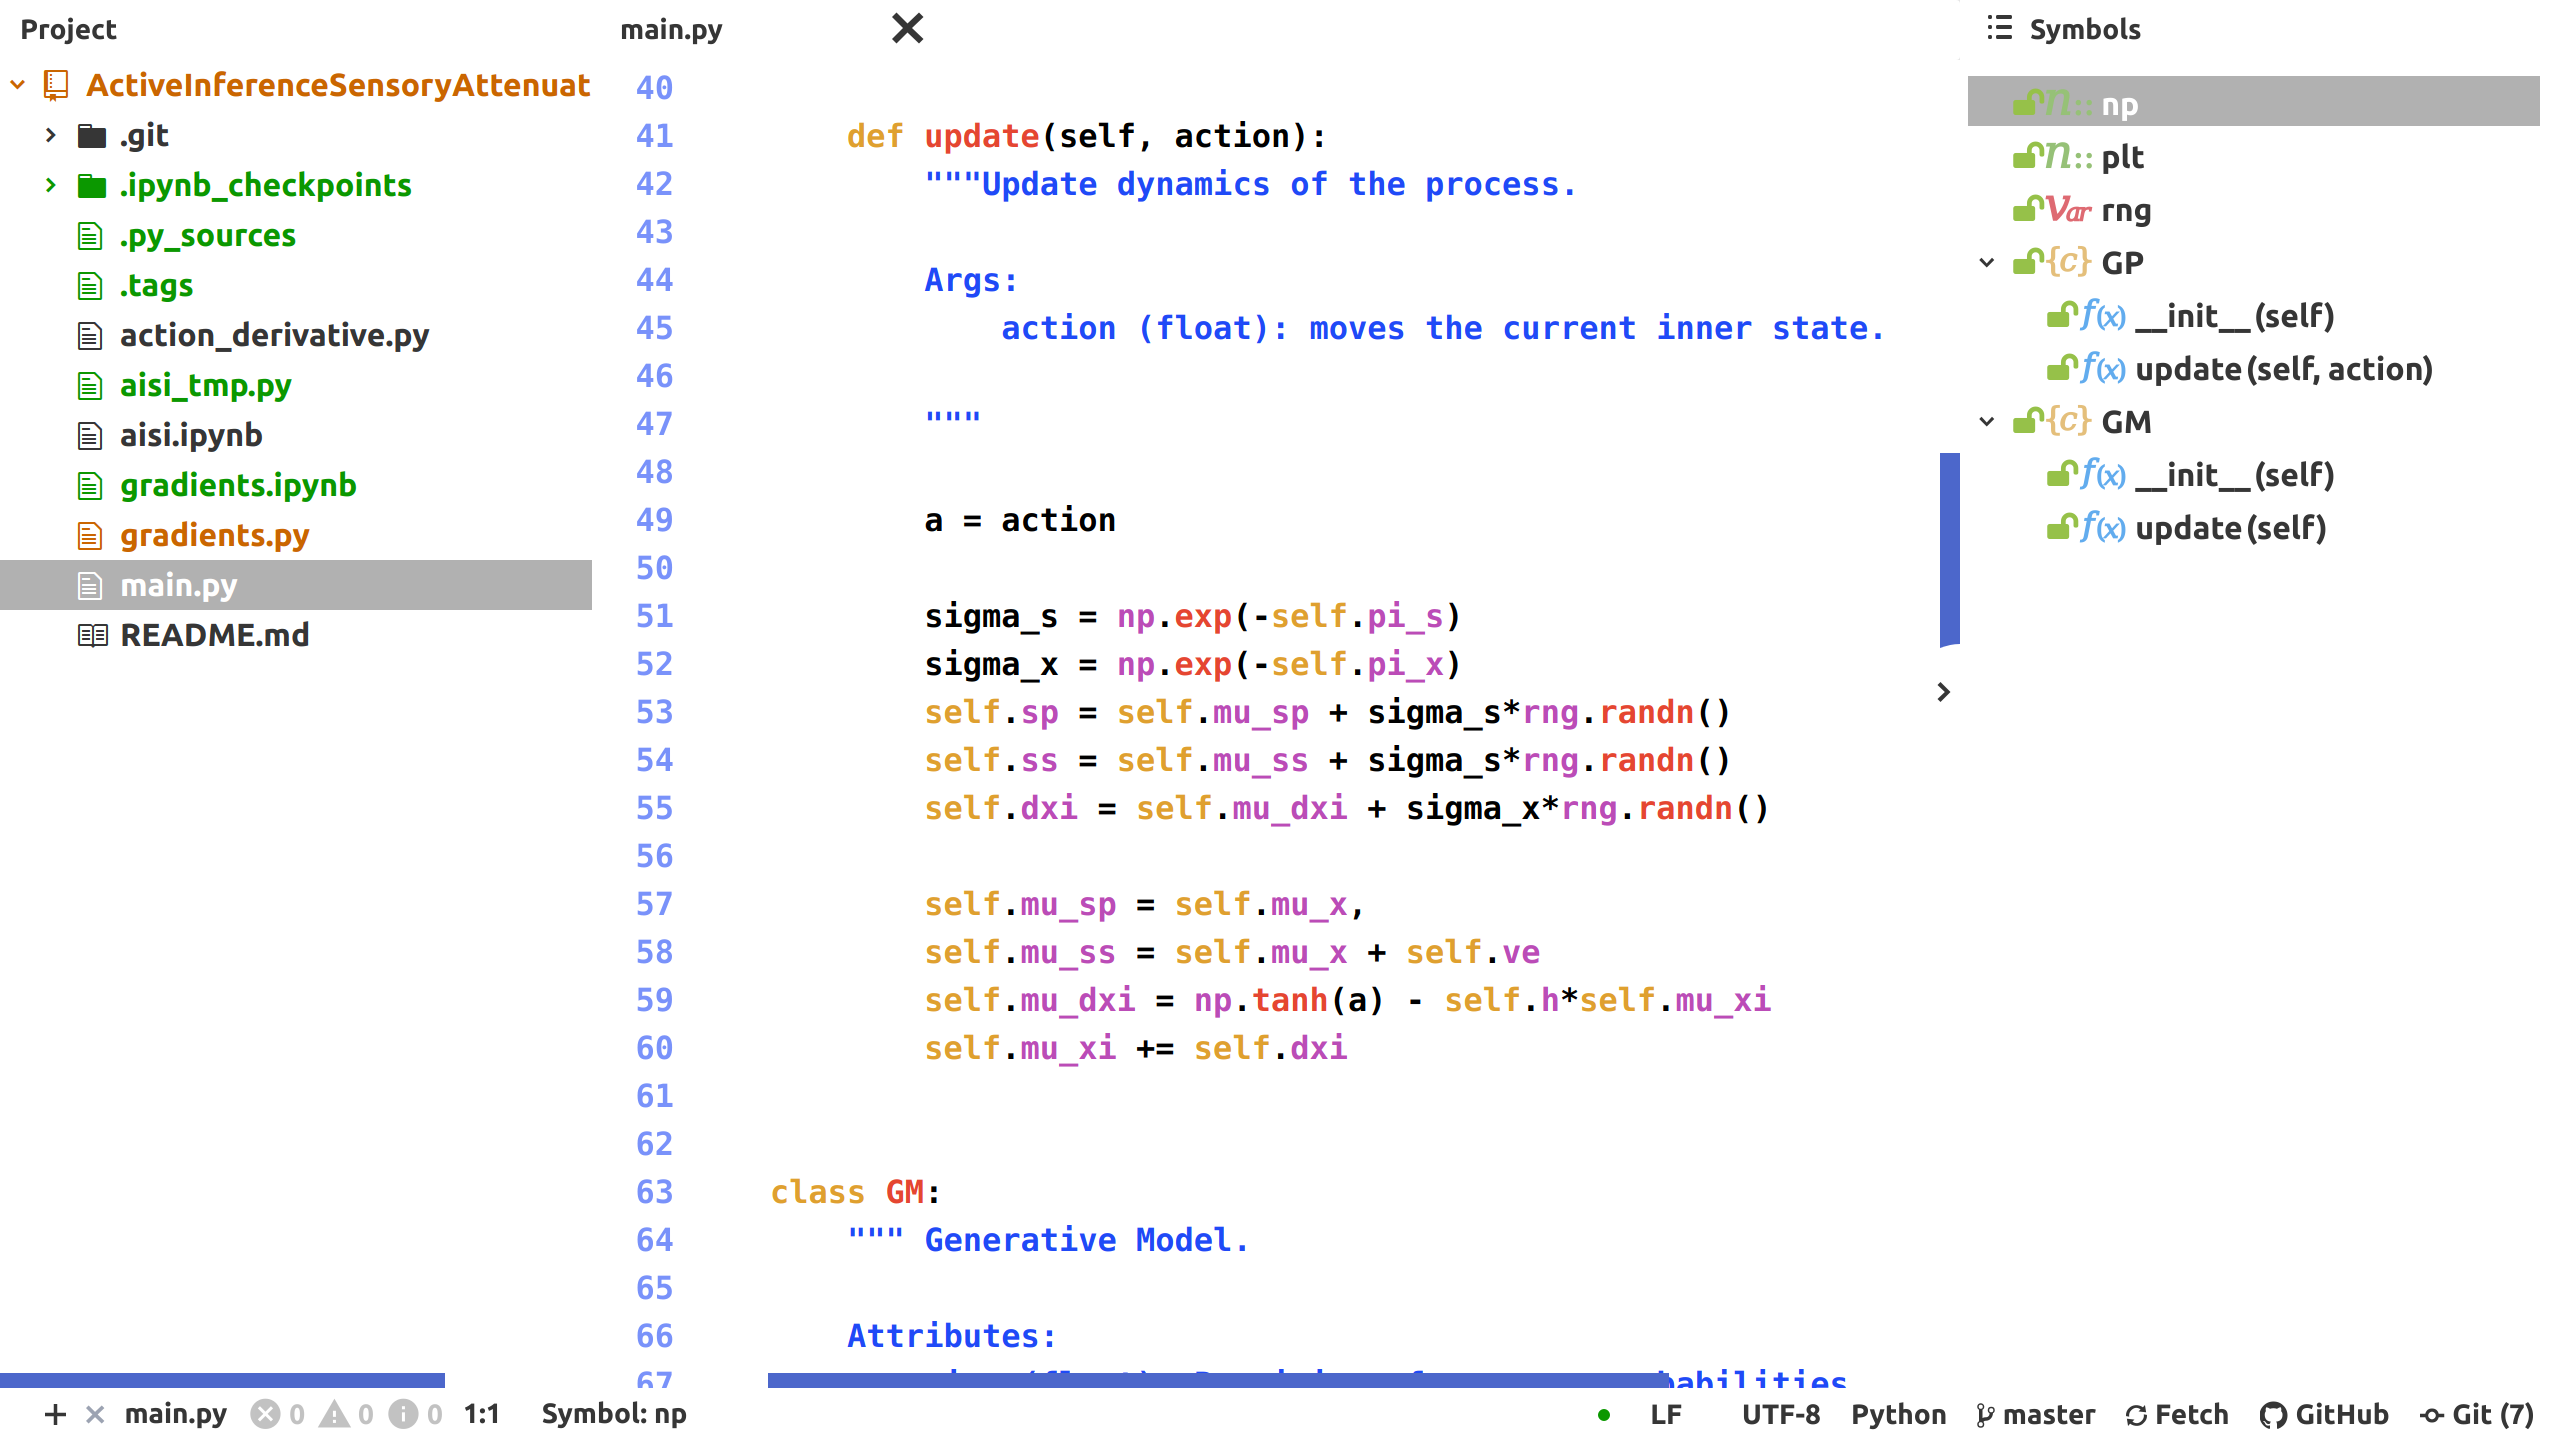 Project
ActiveInferenceSensoryAttenuat
.git
.ipynb_checkpoints
.py_sources
.tags
action_derivative.py
aisi_tmp.py
aisi.ipynb
gradients.ipynb
gradients.py
main.py
README.md
main.py
40
41 def update(self, action):
42 """Update dynamics of the process.
43
44 Args:
45 action (float): moves the current inner state.
46
47 """
48
49 a = action
50
51 sigma_s = np.exp(-self.pi_s)
52 sigma_x = np.exp(-self.pi_x)
53 self.sp = self.mu_sp + sigma_s*rng.randn()
54 self.ss = self.mu_ss + sigma_s*rng.randn()
55 self.dxi = self.mu_dxi + sigma_x*rng.randn()
56
57 self.mu_sp = self.mu_x,
58 self.mu_ss = self.mu_x + self.ve
59 self.mu_dxi = np.tanh(a) - self.h*self.mu_xi
60 self.mu_xi += self.dxi
61
62
63 class GM:
64 """ Generative Model.
65
66 Attributes:
67
Symbols
n:: np
n:: plt
Var rng
{c} GP
f(x) __init__(self)
f(x) update(self, action)
{c} GM
f(x) __init__(self)
f(x) update(self)
main.py 0 0 0 1:1 Symbol: np LF UTF-8 Python master Fetch GitHub Git (7)